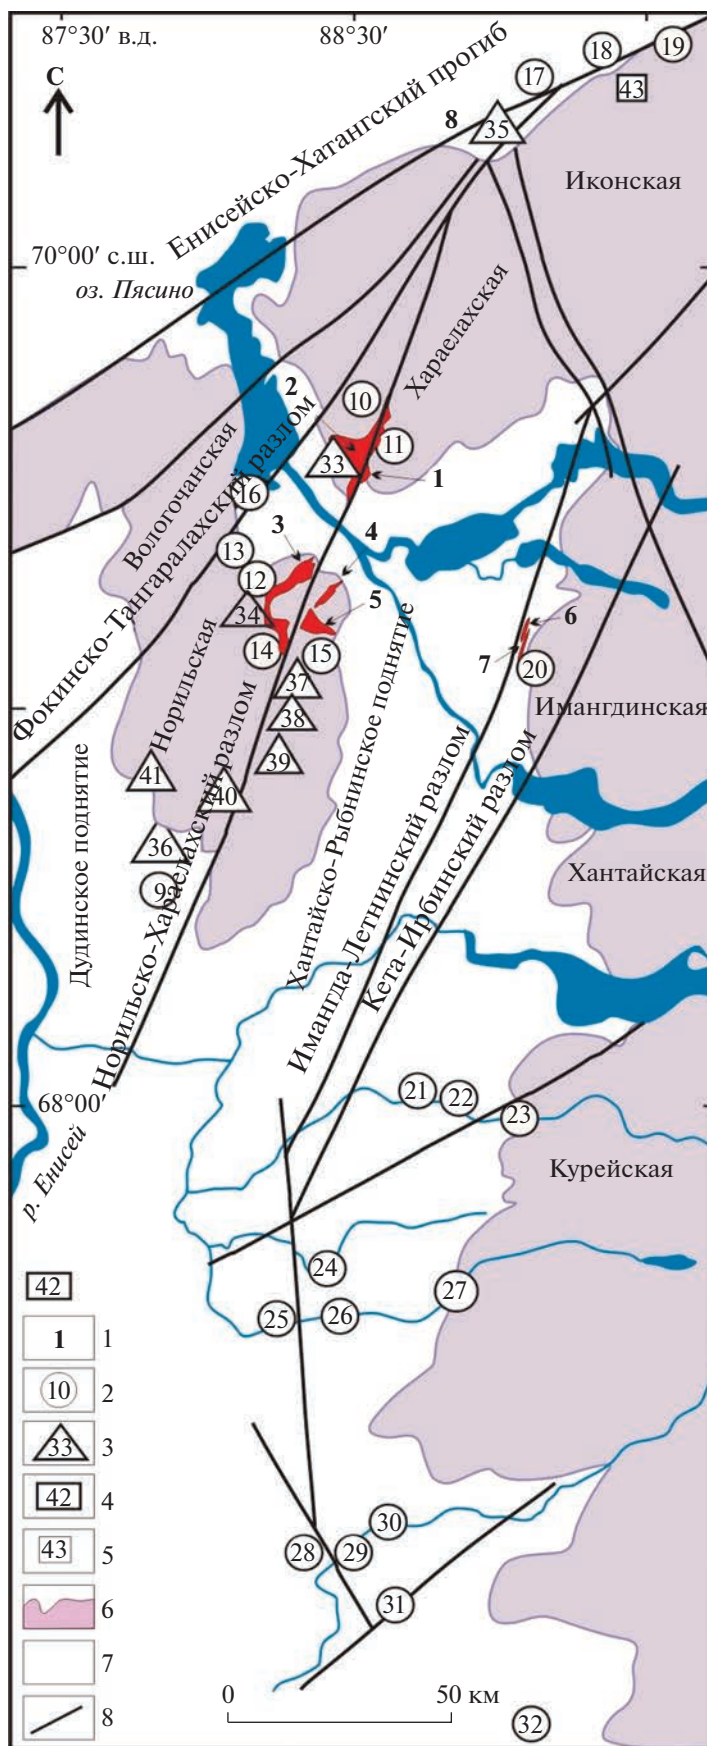 87°30′ в.д.
88°30′
18
19
17
43
С
8
35
Енисейско-Хатангский прогиб
Иконская
70°00′ с.ш.
оз. Пясино
Хараелахская
2
10
11
33
1
Вологочанская
16
Фокинско-Тангаралахский разлом
3
4
13
12
34
5
6
14
15
7
20
37
Норильская
Имангдинская
38
39
41
40
36
9
Дудинское поднятие
Норильско-Хараелахский разлом
Хантайско-Рыбнинское поднятие
Имангда-Летнинский разлом
Кета-Ирбинский разлом
Хантайская
68°00′
р. Енисей
21
22
23
Курейская
24
42
27
25
26
1 1
10 2
33 3
42 4
43 5
6
7
8
30
28
29
31
0
50 км
32